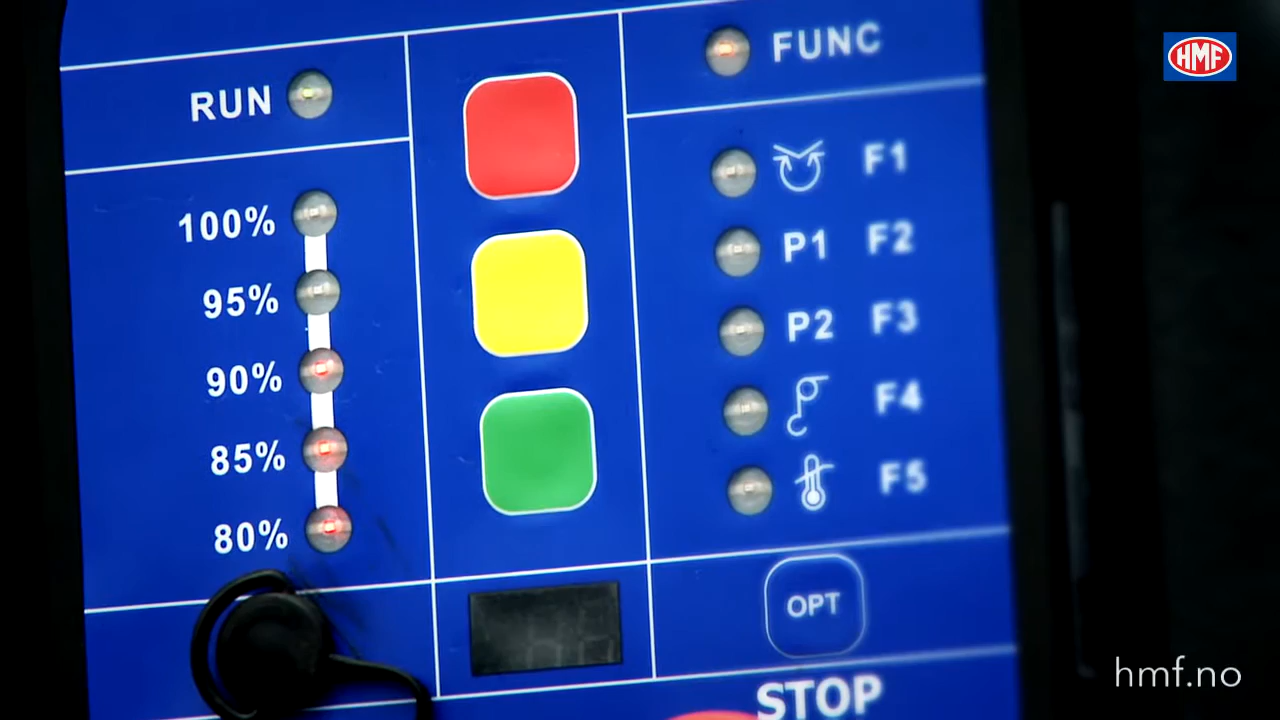 HMF
RUN
FUNC
100%
95%
90%
85%
80%
F1
P1 F2
P2 F3
F4
F5
OPT
STOP
hmf.no